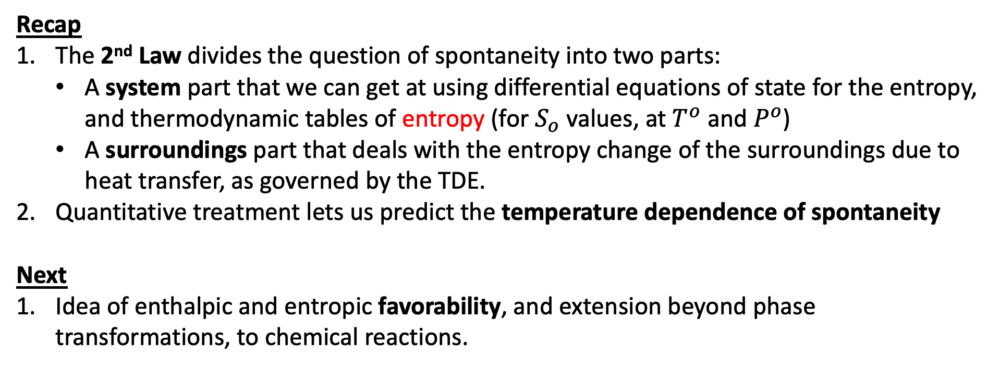 Recap
1. The 2nd Law divides the question of spontaneity into two parts:
• A system part that we can get at using differential equations of state for the entropy,
and thermodynamic tables of entropy (for Sₒ values, at Tᵒ and Pᵒ)
• A surroundings part that deals with the entropy change of the surroundings due to
heat transfer, as governed by the TDE.
2. Quantitative treatment lets us predict the temperature dependence of spontaneity
Next
1. Idea of enthalpic and entropic favorability, and extension beyond phase
transformations, to chemical reactions.